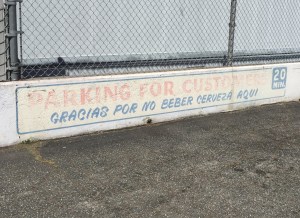 PARKING FOR CUSTOMERS
GRACIAS POR NO BEBER CERVEZA AQUI
20
MIN